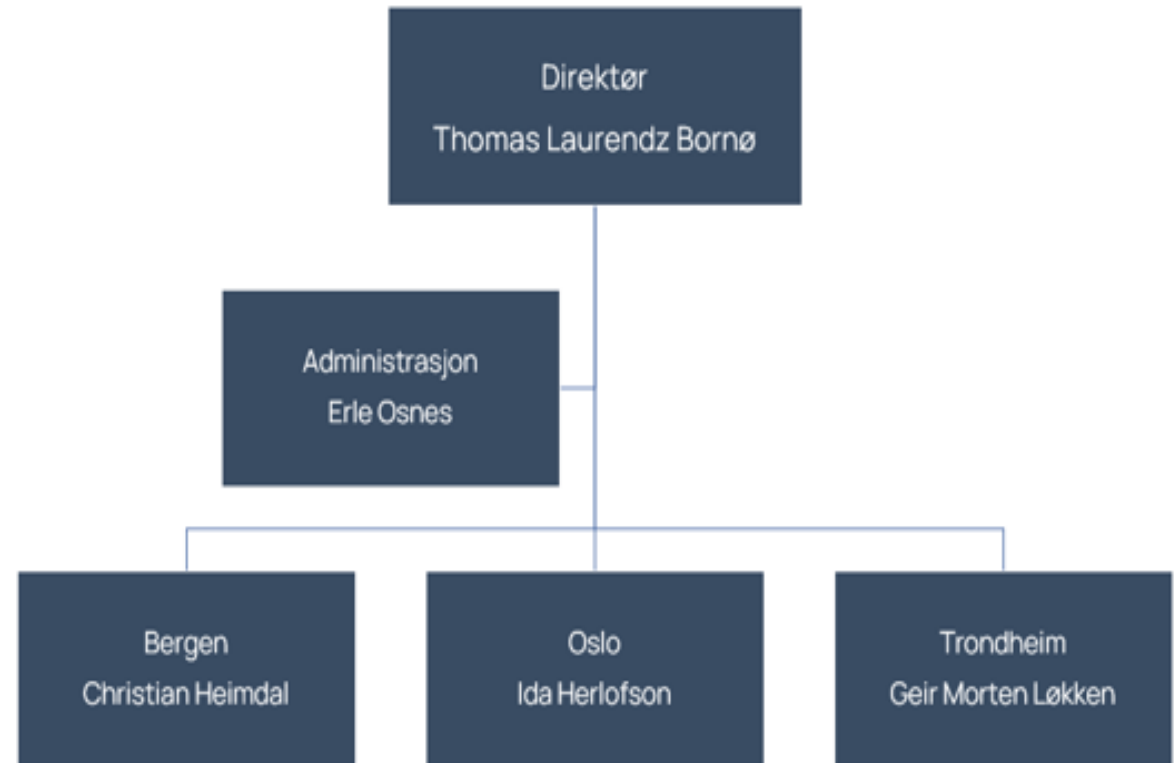 Direktør
Thomas Laurendz Bornø
Administrasjon
Erle Osnes
Bergen
Christian Heimdal
Oslo
Ida Herlofson
Trondheim
Geir Morten Løkken